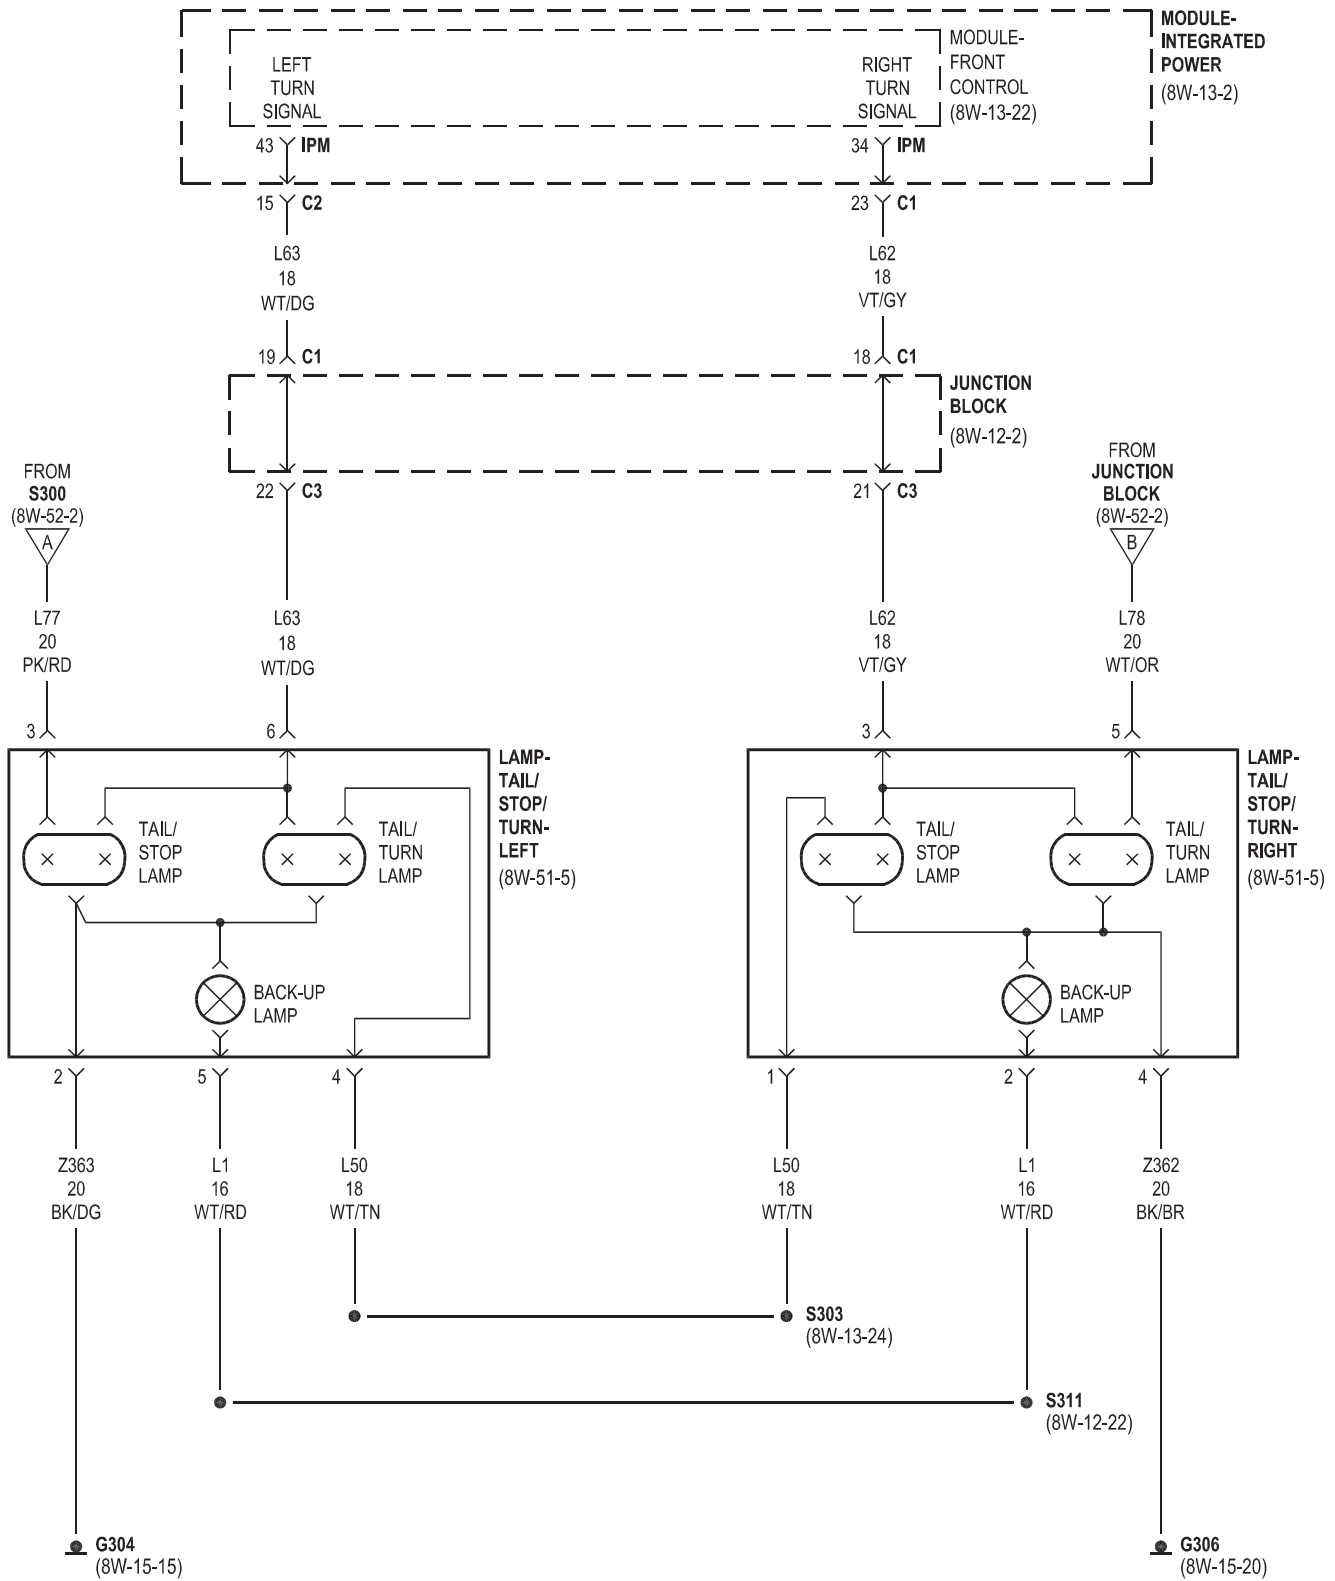 MODULE-
INTEGRATED
POWER
(8W-13-2)
MODULE-
FRONT
CONTROL
(8W-13-22)
LEFT
TURN
SIGNAL
RIGHT
TURN
SIGNAL
43 IPM
34 IPM
15 C2
23 C1
L63
18
WT/DG
L62
18
VT/GY
19 C1
18 C1
JUNCTION
BLOCK
(8W-12-2)
22 C3
21 C3
FROM
S300
(8W-52-2)
A
FROM
JUNCTION
BLOCK
(8W-52-2)
B
L77
20
PK/RD
L63
18
WT/DG
L62
18
VT/GY
L78
20
WT/OR
3
6
3
5
LAMP-
TAIL/
STOP/
TURN-
LEFT
(8W-51-5)
TAIL/
STOP
LAMP
TAIL/
TURN
LAMP
BACK-UP
LAMP
LAMP-
TAIL/
STOP/
TURN-
RIGHT
(8W-51-5)
TAIL/
STOP
LAMP
TAIL/
TURN
LAMP
BACK-UP
LAMP
2
5
4
1
2
4
Z363
20
BK/DG
L1
16
WT/RD
L50
18
WT/TN
L50
18
WT/TN
L1
16
WT/RD
Z362
20
BK/BR
S303
(8W-13-24)
S311
(8W-12-22)
G304
(8W-15-15)
G306
(8W-15-20)